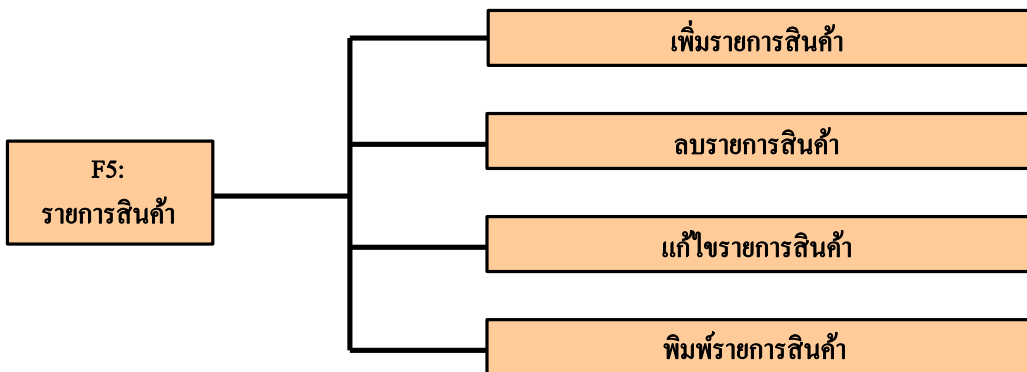 เพิ่มรายการสินค้า
ลบรายการสินค้า
F5:
รายการสินค้า
แก้ไขรายการสินค้า
พิมพ์รายการสินค้า